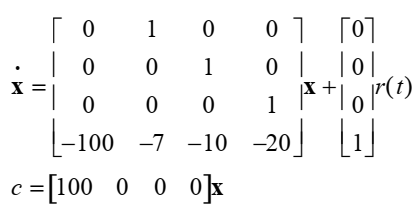 ẋ = [0 1 0 0; 0 0 1 0; 0 0 0 1; −100 −7 −10 −20] x + [0; 0; 0; 1] r(t)
c = [100 0 0 0] x